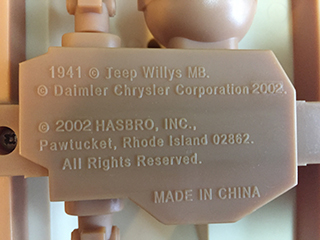 1941 © Jeep Willys MB.
© Daimler Chrysler Corporation 2002.
© 2002 HASBRO, INC.,
Pawtucket, Rhode Island 02862.
All Rights Reserved.
MADE IN CHINA